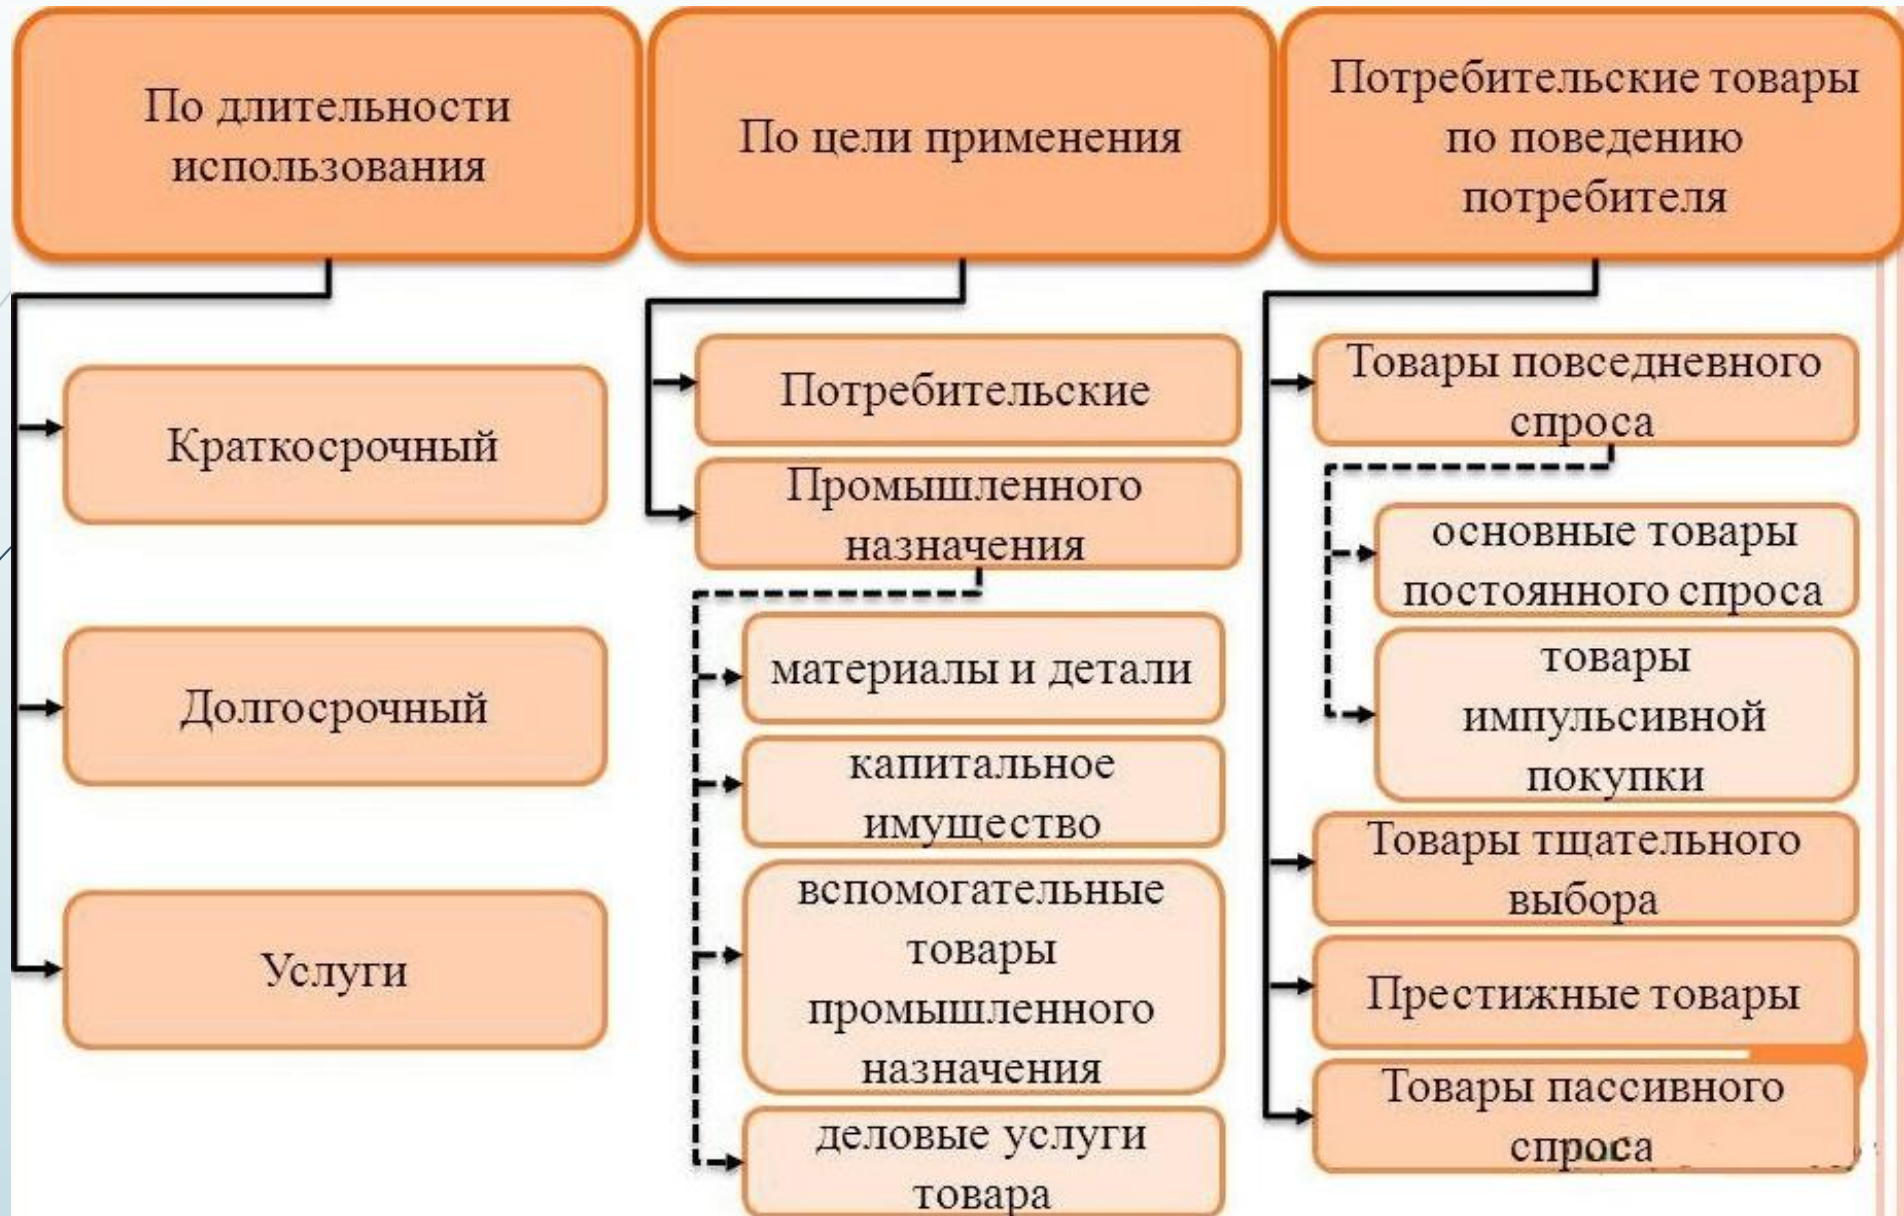 По длительности
использования
Краткосрочный
Долгосрочный
Услуги
По цели применения
Потребительские
Промышленного
назначения
материалы и детали
капитальное
имущество
вспомогательные
товары
промышленного
назначения
деловые услуги
товара
Потребительские товары
по поведению
потребителя
Товары повседневного
спроса
основные товары
постоянного спроса
товары
импульсивной
покупки
Товары тщательного
выбора
Престижные товары
Товары пассивного
спроса